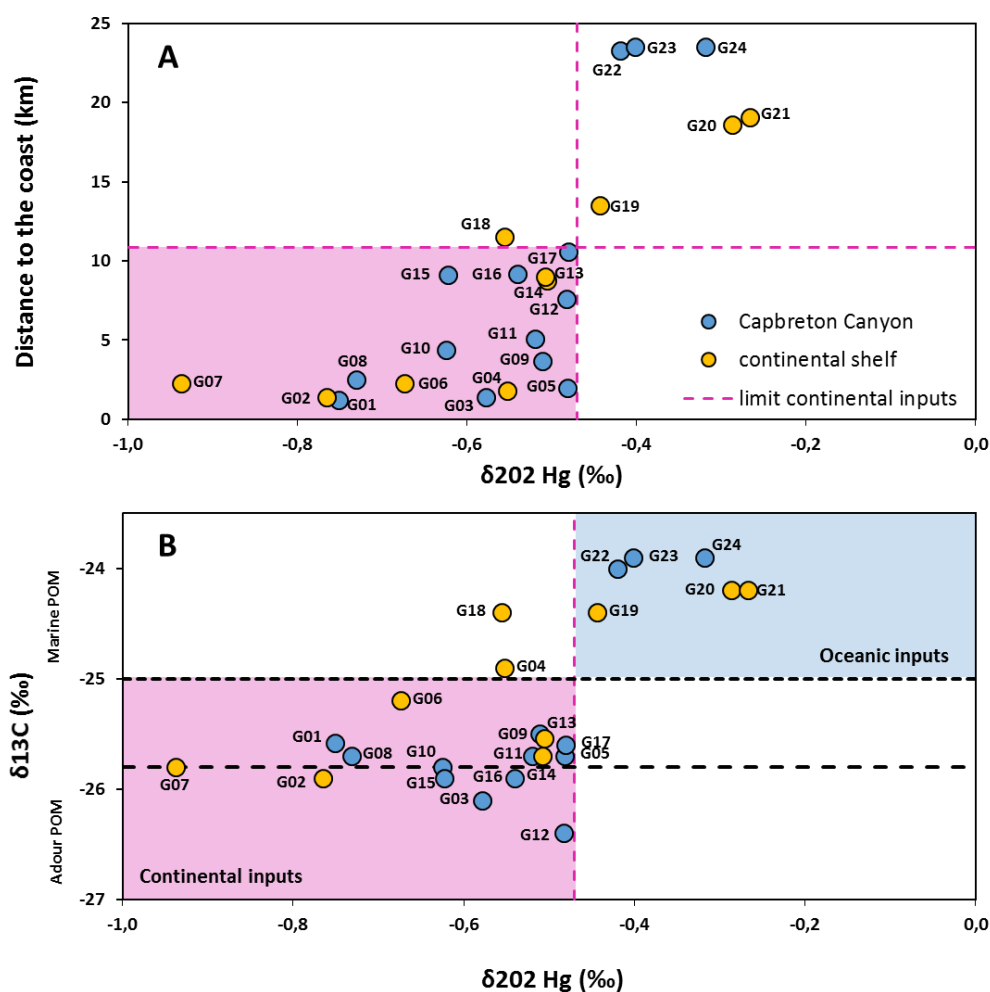 A
Distance to the coast (km)
25
20
15
10
5
0
G23
G24
G22
G21
G20
G19
G18
G17
G15
G16
G13
G14
G12
G11
G10
G09
G08
G07
G06
G04
G05
G02
G01
G03
Capbreton Canyon
continental shelf
limit continental inputs
-1,0
-0,8
-0,6
-0,4
-0,2
0,0
δ202 Hg (‰)
B
δ13C (‰)
Marine POM
Adour POM
-24
-25
-26
-27
G22
G23
G24
G20
G21
G18
G19
G04
Oceanic inputs
G06
G13
G09
G17
G01
G08
G10
G11
G05
G07
G02
G15
G16
G14
G03
G12
Continental inputs
-1,0
-0,8
-0,6
-0,4
-0,2
0,0
δ202 Hg (‰)